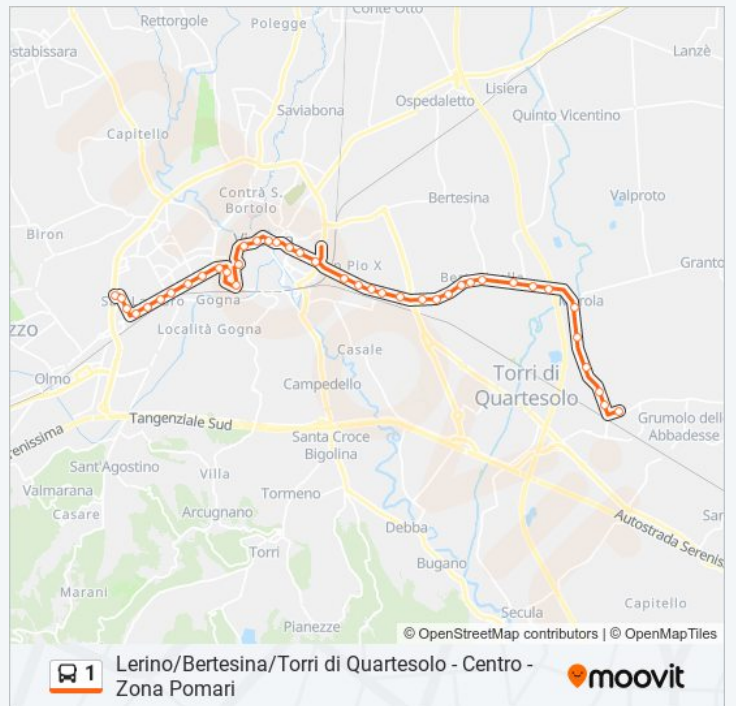 Rettorgole
Polegge
Conte Otto
stabissara
Lanzè
Lisiera
Ospedaletto
Saviabona
Quinto Vicentino
Capitello
Contrà S.
Bortolo
Bertesina
Valproto
Biron
Pio X
Granto
Gogna
Località Gogna
ZZO
Casale
Olmo
Campedello
Torri di
Quartesolo
Grumolo delle
Abbadesse
Tangenziale Sud
erenissima
Santa Croce
Bigolina
Sant'Agostino
Villa
Valmarana
Casare
Tormeno
Arcugnano
Autostrada Serenis
Debba
Torri
Bugano
Marani
Capitello
Pianezze
Secula
© OpenStreetMap contributors | © OpenMapTiles
1
Lerino/Bertesina/Torri di Quartesolo - Centro -
Zona Pomari
moovit